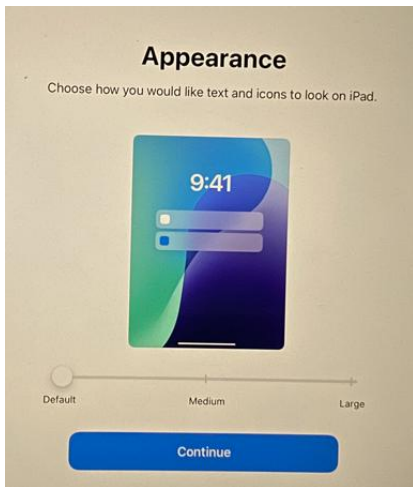 Appearance
Choose how you would like text and icons to look on iPad.
9:41
Default Medium Large
Continue